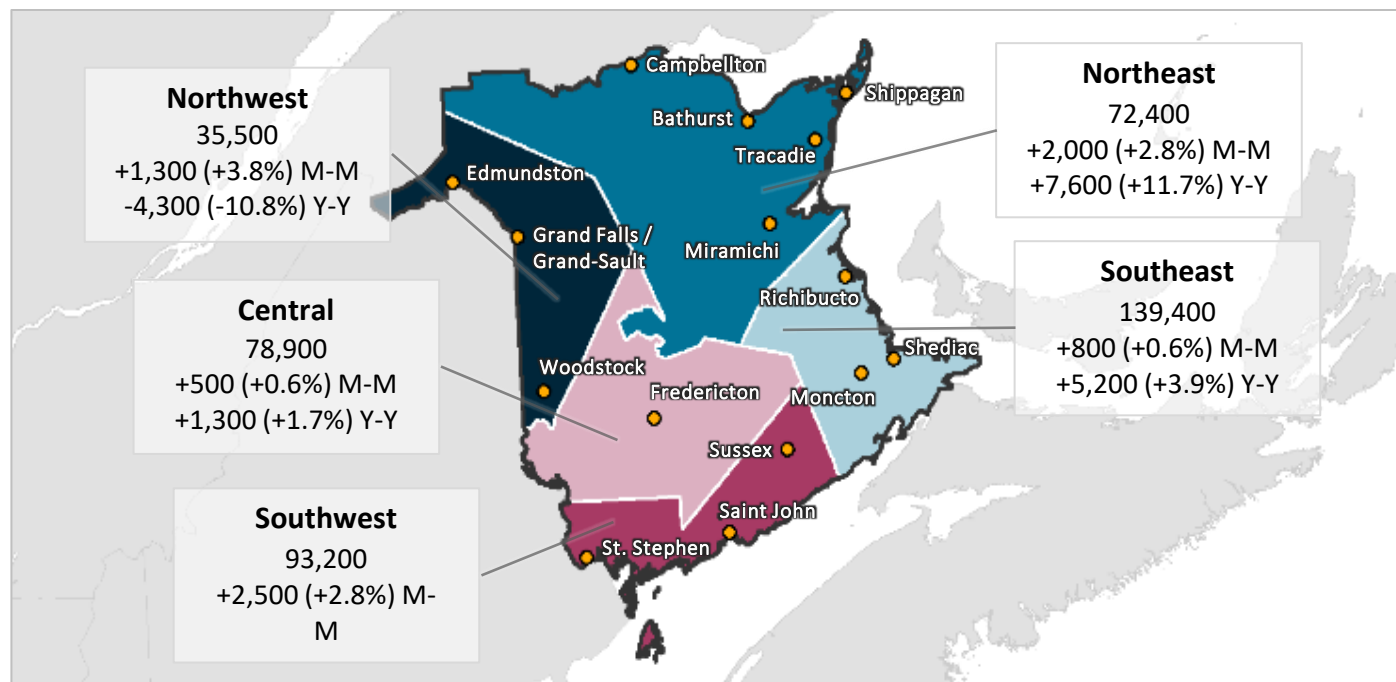 Northwest
35,500
+1,300 (+3.8%) M-M
-4,300 (-10.8%) Y-Y
Central
78,900
+500 (+0.6%) M-M
+1,300 (+1.7%) Y-Y
Southwest
93,200
+2,500 (+2.8%) M-
M
Campbellton
Bathurst
Shippagan
Tracadie
Edmundston
Grand Falls /
Grand-Sault
Miramichi
Richibucto
Shediac
Woodstock
Fredericton
Moncton
Sussex
Saint John
St. Stephen
Northeast
72,400
+2,000 (+2.8%) M-M
+7,600 (+11.7%) Y-Y
Southeast
139,400
+800 (+0.6%) M-M
+5,200 (+3.9%) Y-Y